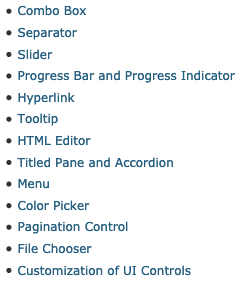 • Combo Box
• Separator
• Slider
• Progress Bar and Progress Indicator
• Hyperlink
• Tooltip
• HTML Editor
• Titled Pane and Accordion
• Menu
• Color Picker
• Pagination Control
• File Chooser
• Customization of UI Controls